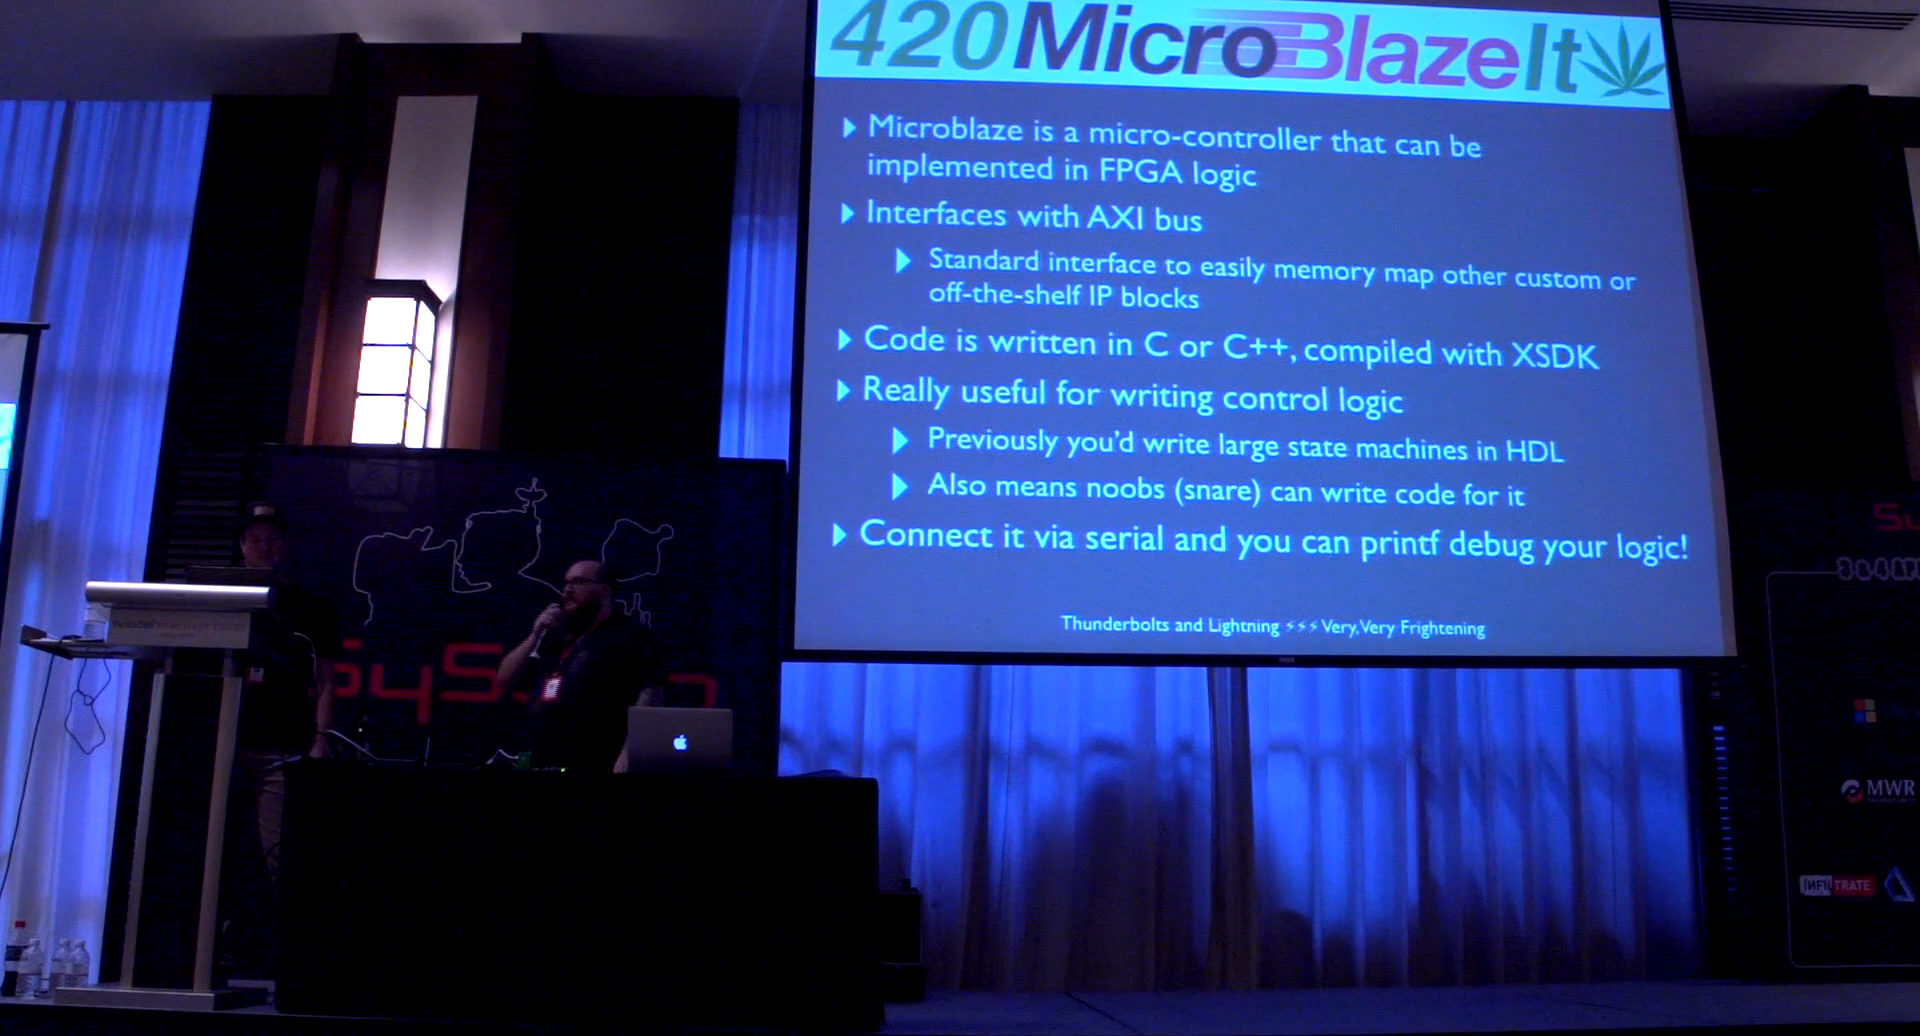 420MicroBlazeIt
Microblaze is a micro-controller that can be
implemented in FPGA logic
Interfaces with AXI bus
Standard interface to easily memory map other custom or
off-the-shelf IP blocks
Code is written in C or C++, compiled with XSDK
Really useful for writing control logic
Previously you'd write large state machines in HDL
Also means noobs (snare) can write code for it
Connect it via serial and you can printf debug your logic!
Thunderbolts and Lightning ⚡⚡⚡ Very, Very Frightening
MWR
INFILTRATE